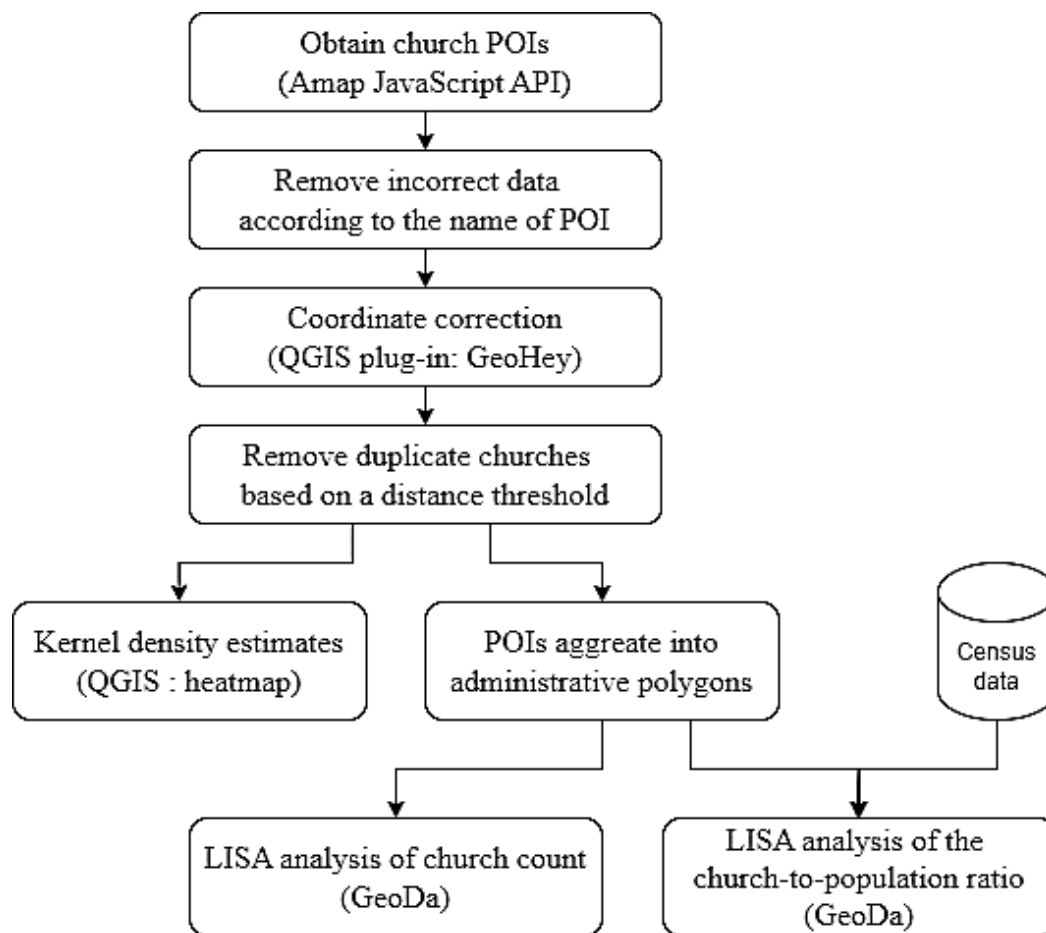 Obtain church POIs
(Amap JavaScript API)
Remove incorrect data
according to the name of POI
Coordinate correction
(QGIS plug-in: GeoHey)
Remove duplicate churches
based on a distance threshold
Kernel density estimates
(QGIS : heatmap)
POIs aggreate into
administrative polygons
Census
data
LISA analysis of church count
(GeoDa)
LISA analysis of the
church-to-population ratio
(GeoDa)